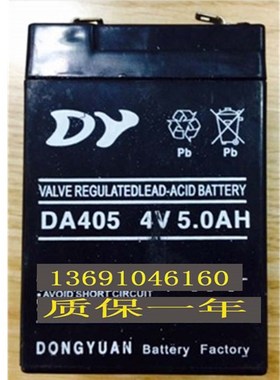 DY
Pb Pb
VALVE REGULATEDLEAD-ACID BATTERY
DA405 4V 5.0AH
13691046160
AVOID SHORT CIRCUIT
质保一年
DONGYUAN Battery Factory